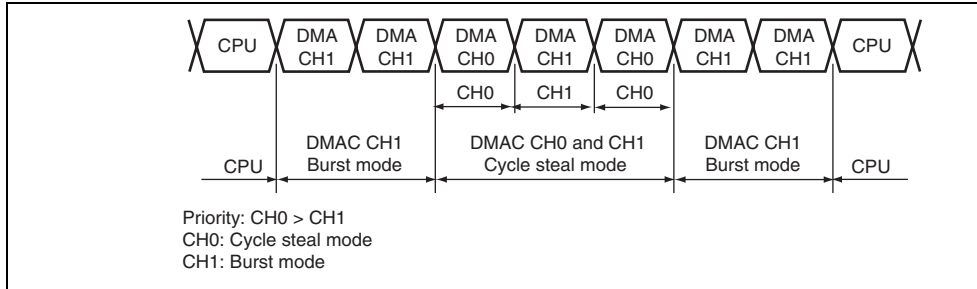 CPU DMA CH1 DMA CH1 DMA CH0 DMA CH1 DMA CH0 DMA CH1 DMA CH1 CPU
CH0 CH1 CH0
DMAC CH1 Burst mode DMAC CH0 and CH1 Cycle steal mode DMAC CH1 Burst mode
CPU CPU
Priority: CH0 > CH1
CH0: Cycle steal mode
CH1: Burst mode